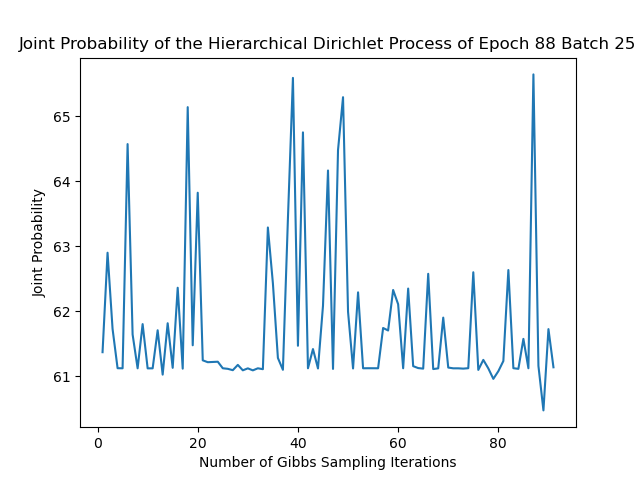 Joint Probability of the Hierarchical Dirichlet Process of Epoch 88 Batch 25
65
64
63
62
61
Joint Probability
0 20 40 60 80
Number of Gibbs Sampling Iterations